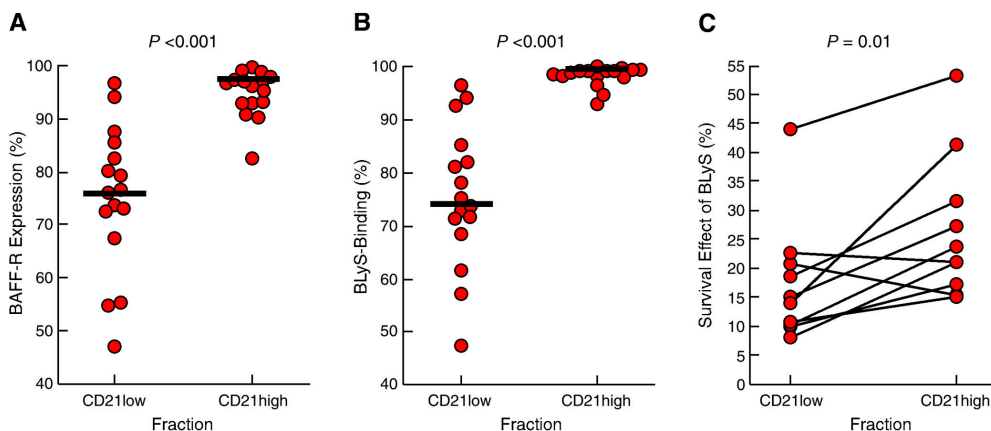 A
P <0.001
BAFF-R Expression (%)
100
90
80
70
60
50
40
CD21low
CD21high
Fraction
B
P <0.001
BLyS-Binding (%)
100
90
80
70
60
50
40
CD21low
CD21high
Fraction
C
P = 0.01
Survival Effect of BLyS (%)
55
50
45
40
35
30
25
20
15
10
5
0
CD21low
CD21high
Fraction